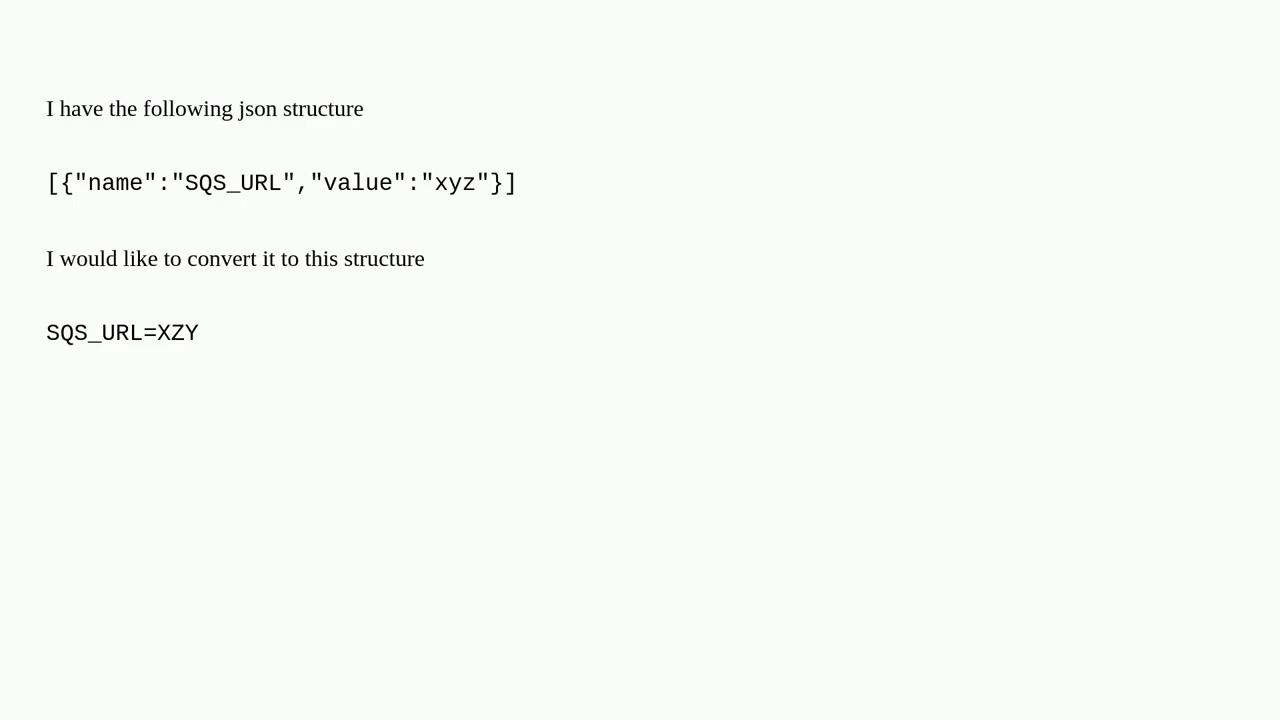 I have the following json structure
[{"name":"SQS_URL","value":"xyz"}]
I would like to convert it to this structure
SQS_URL=XZY